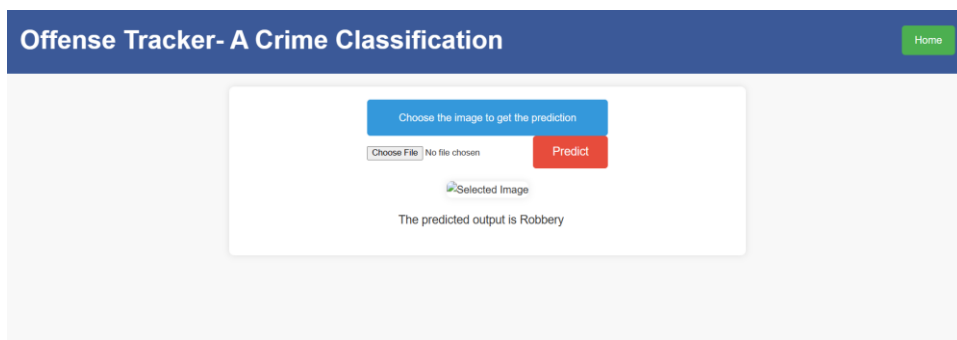 Offense Tracker- A Crime Classification
Home
Choose the image to get the prediction
Choose File No file chosen
Predict
Selected Image
The predicted output is Robbery